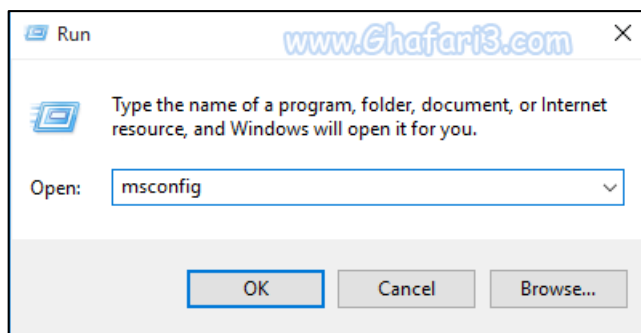 Run
www.Ghafari3.com
Type the name of a program, folder, document, or Internet
resource, and Windows will open it for you.
Open:
msconfig
OK
Cancel
Browse...